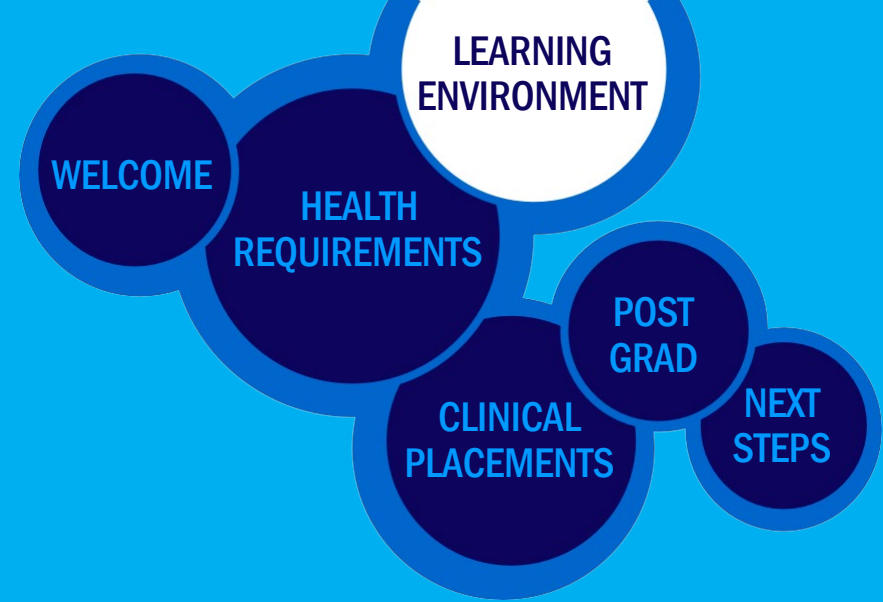 LEARNING
ENVIRONMENT
WELCOME
HEALTH
REQUIREMENTS
POST
GRAD
CLINICAL
PLACEMENTS
NEXT
STEPS